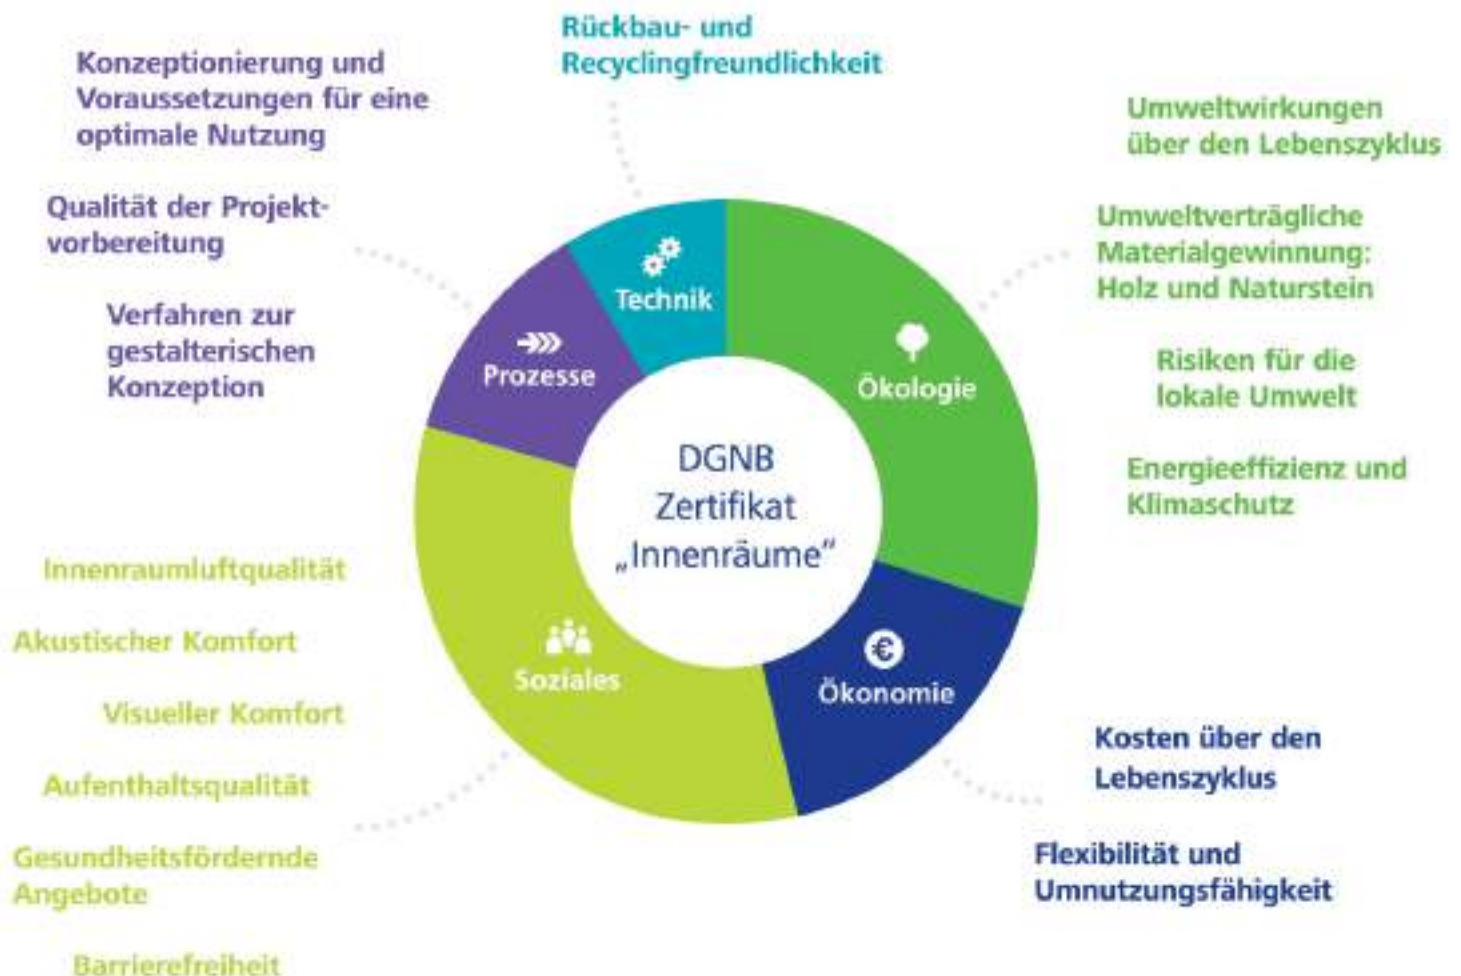 Rückbau- und
Recyclingfreundlichkeit
Konzeptionierung und
Voraussetzungen für eine
optimale Nutzung
Qualität der Projekt-
vorbereitung
Verfahren zur
gestalterischen
Konzeption
Umweltwirkungen
über den Lebenszyklus
Umweltverträgliche
Materialgewinnung:
Holz und Naturstein
Risiken für die
lokale Umwelt
Energieeffizienz und
Klimaschutz
Technik
Prozesse
Ökologie
DGNB
Zertifikat
„Innenräume“
Soziales
€
Ökonomie
Innenraumluftqualität
Akustischer Komfort
Visueller Komfort
Aufenthaltsqualität
Gesundheitsfördernde
Angebote
Barrierefreiheit
Kosten über den
Lebenszyklus
Flexibilität und
Umnutzungsfähigkeit